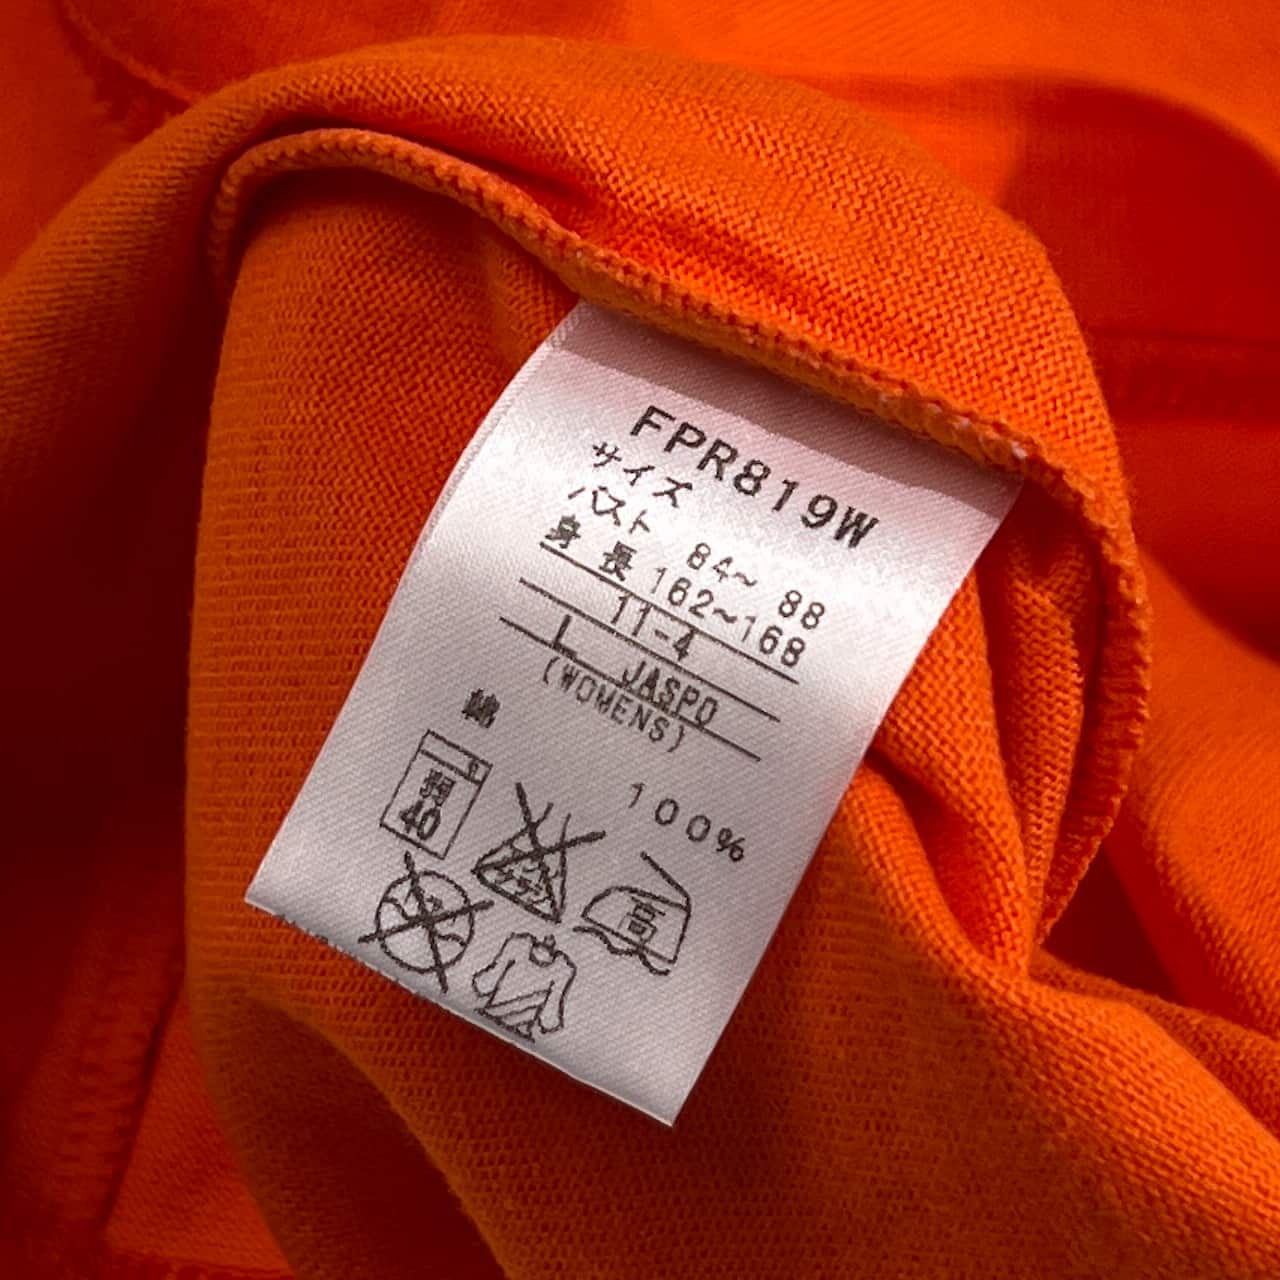 FPR819W
サイズ
バスト 84~ 88
身長 162~168
11-4
L JASPO
(WOMENS)
綿 100%
弱
40
高